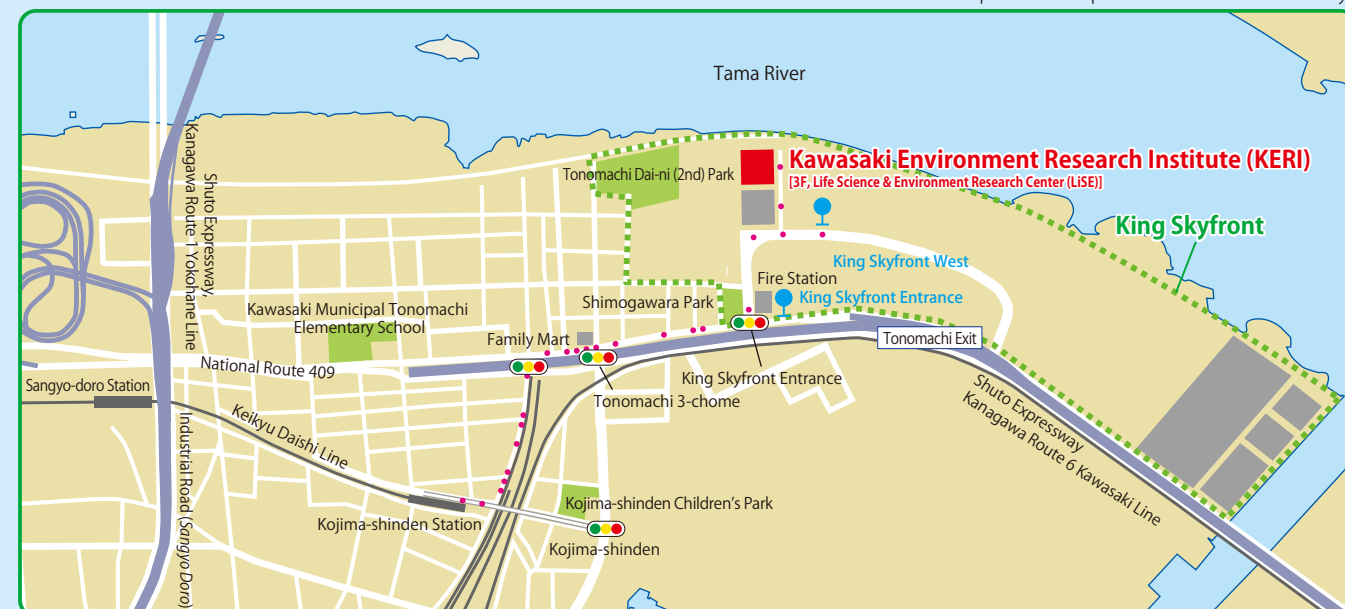 Tama River
Kawasaki Environment Research Institute (KERI)
[3F, Life Science & Environment Research Center (LiSE)]
Tonomachi Dai-ni (2nd) Park
King Skyfront
Shuto Expressway,
Kanagawa Route 1 Yokohane Line
King Skyfront West
Fire Station
King Skyfront Entrance
Shimogawara Park
Kawasaki Municipal Tonomachi
Elementary School
Family Mart
Tonomachi Exit
National Route 409
King Skyfront Entrance
Sangyo-doro Station
Tonomachi 3-chome
Shuto Expressway
Kanagawa Route 6 Kawasaki Line
Keikyu Daishi Line
Industrial Road (Sangyo Doro)
Kojima-shinden Children's Park
Kojima-shinden Station
Kojima-shinden